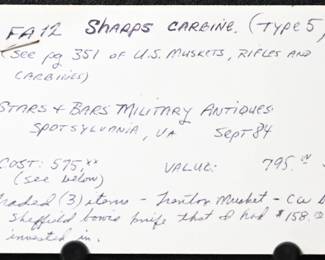 FA12 SHARPS CARBINE. (TYPE 5)
(SEE pg 351 OF U.S. MUSKETS, RIFLES AND
CARBINES)
STARS & BARS MILITARY ANTIQUES
SPOTSYLVANIA, VA SEPT 84
COST: 575.xx VALUE: 795.00
(see below)
Traded (3) items - Trenton Musket - CW
Sheffield bowie knife that I had $158.
invested in.